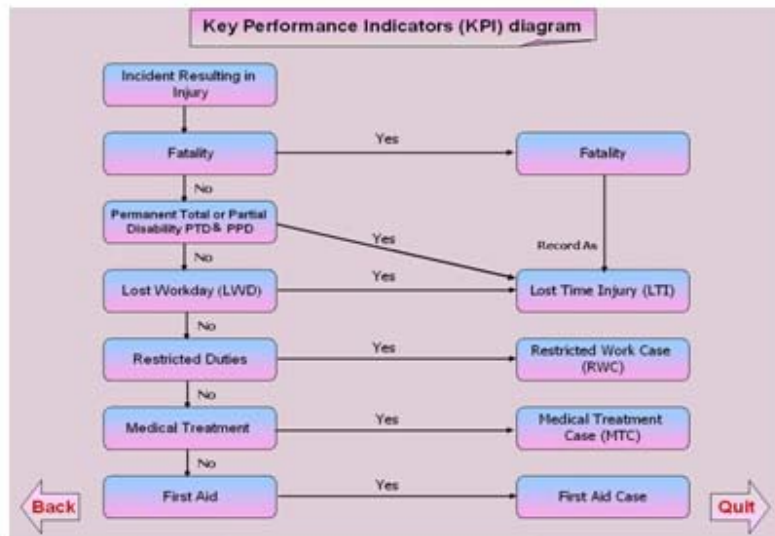 Key Performance Indicators (KPI) diagram
Incident Resulting in
Injury
Fatality
Yes
Fatality
No
Permanent Total or Partial
Disability PTD& PPD
Yes
Record As
No
Lost Workday (LWD)
Yes
Lost Time Injury (LTI)
No
Restricted Duties
Yes
Restricted Work Case
(RWC)
No
Medical Treatment
Yes
Medical Treatment
Case (MTC)
No
First Aid
Yes
First Aid Case
Back
Quit